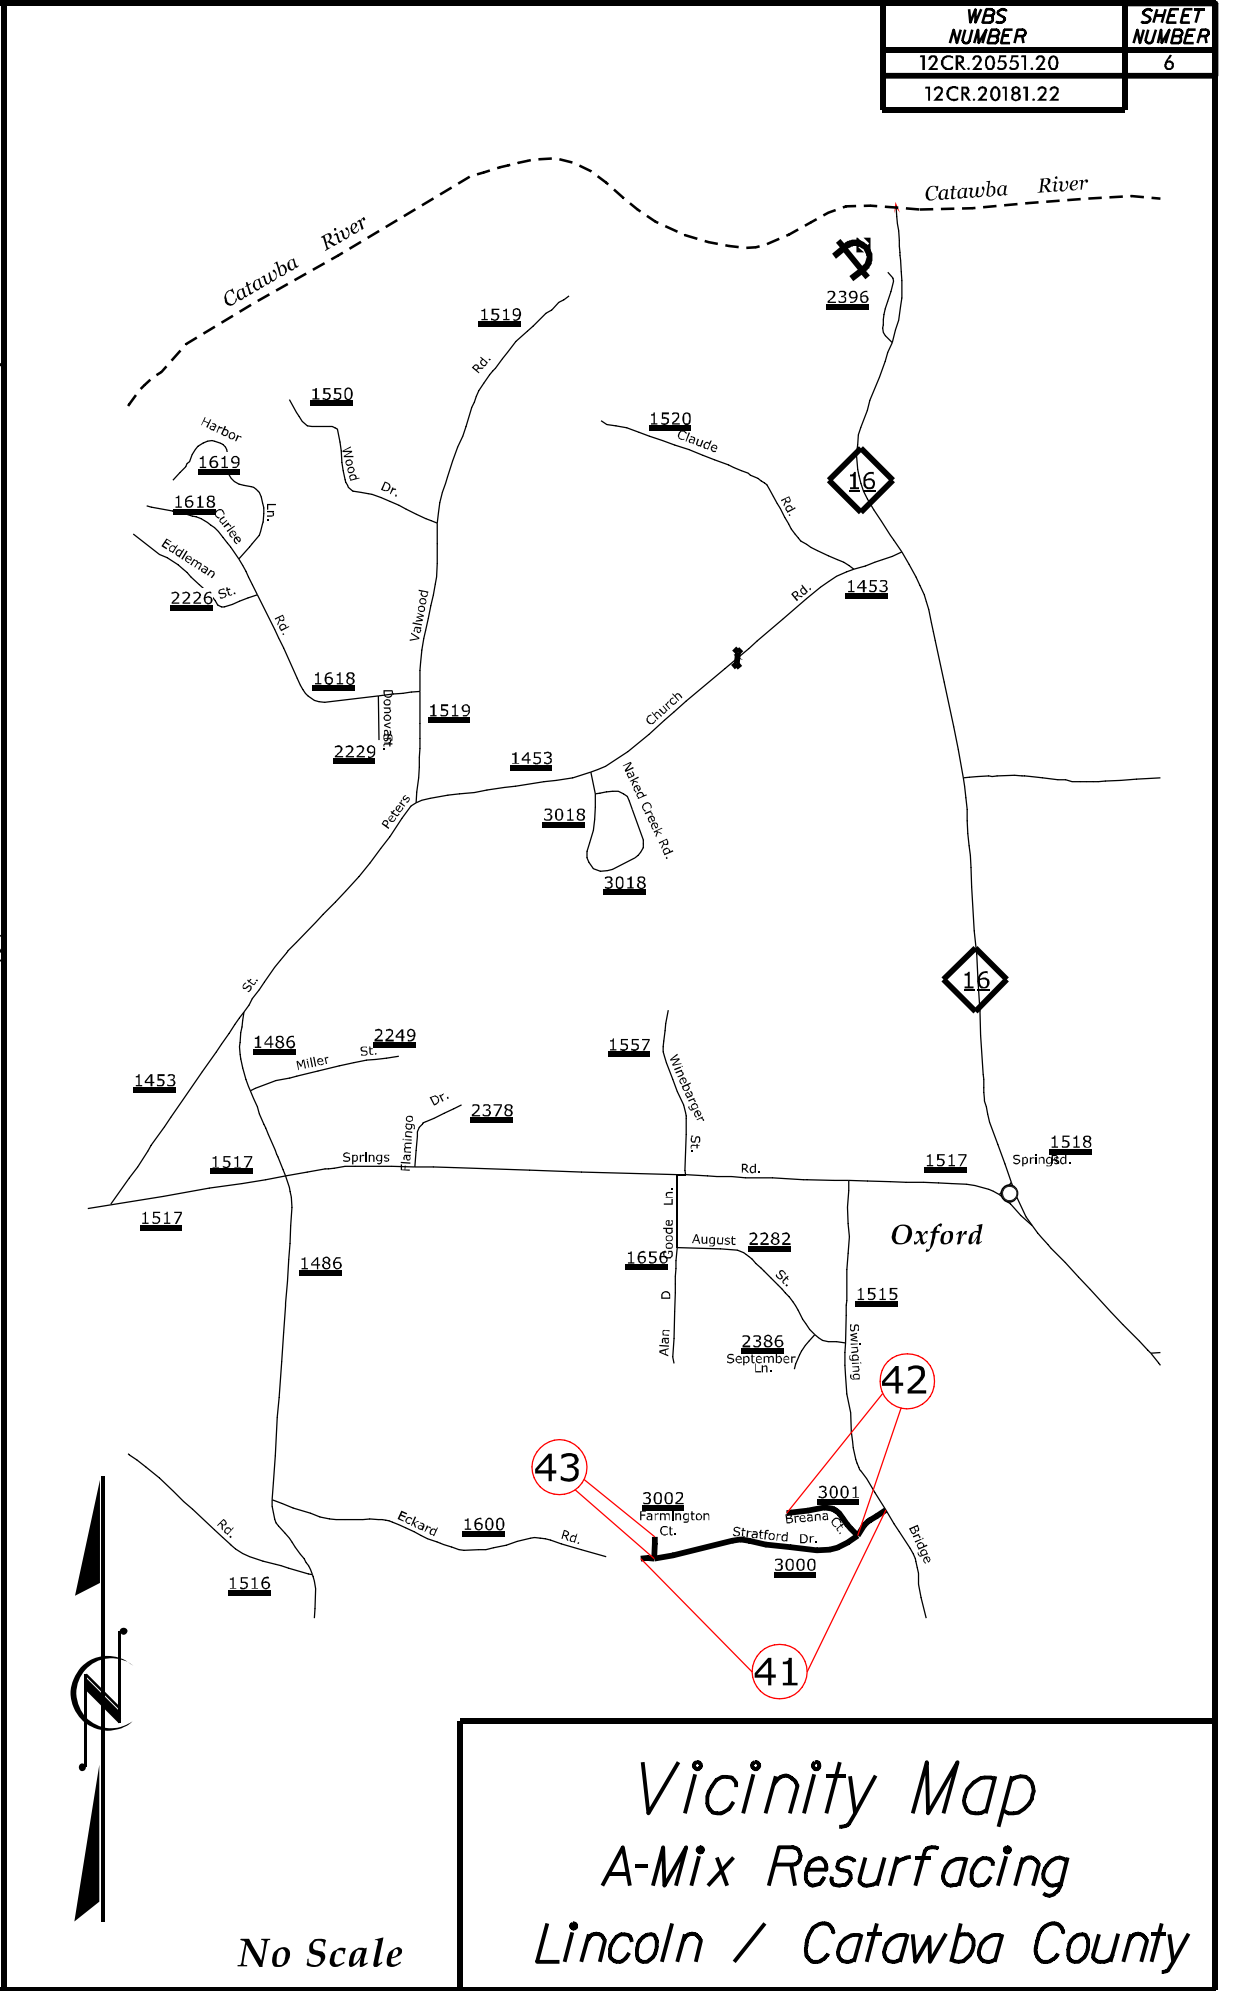 WBS
NUMBER
SHEET
NUMBER
12CR.20551.20
6
12CR.20181.22
Catawba River
Catawba River
2396
1519
Rd.
1550
Wood
Dr.
1520
Claude
Rd.
Harbor
1619
Ln.
1618
Curlee
16
Eddleman
St.
2226
Rd.
Valwood
Rd.
1453
1618
Donovan
St.
1519
2229
Church
1453
Peters
Naked Creek Rd.
3018
3018
St.
16
1486
Miller
St.
2249
1557
Winebarger
St.
1453
Flamingo
Dr.
2378
1518
Springs
Rd.
1517
Springs
Rd.
1517
1517
Goode Ln.
Oxford
August
2282
1656
1486
St.
Alan D
1515
2386
September
Ln.
Swinging
42
43
3002
Farmington
Ct.
3001
Breana Ct.
Eckard
1600
Rd.
Stratford Dr.
3000
Bridge
Rd.
1516
41
N
Vicinity Map
A-Mix Resurfacing
Lincoln / Catawba County
No Scale